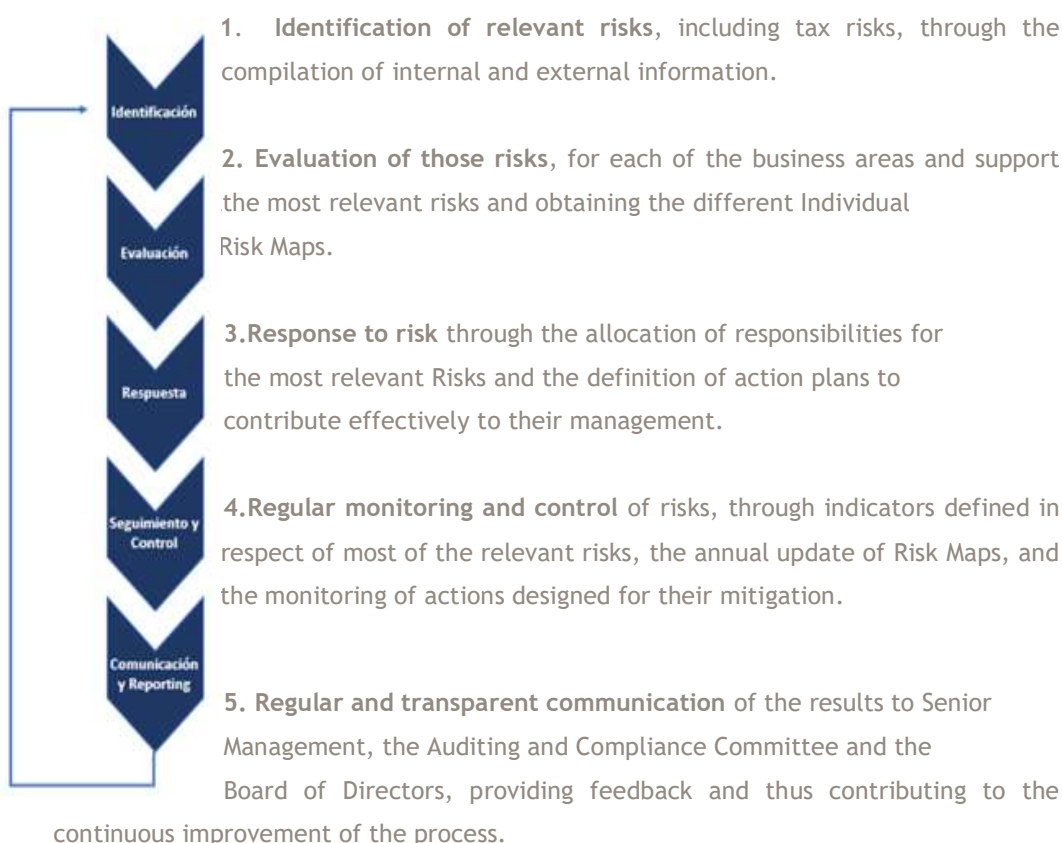 1. Identification of relevant risks, including tax risks, through the
compilation of internal and external information.
Identificación
2. Evaluation of those risks, for each of the business areas and support
the most relevant risks and obtaining the different Individual
Risk Maps.
Evaluación
3.Response to risk through the allocation of responsibilities for
the most relevant Risks and the definition of action plans to
contribute effectively to their management.
Respuesta
4.Regular monitoring and control of risks, through indicators defined in
respect of most of the relevant risks, the annual update of Risk Maps, and
the monitoring of actions designed for their mitigation.
Seguimiento y
Control
5. Regular and transparent communication of the results to Senior
Management, the Auditing and Compliance Committee and the
Board of Directors, providing feedback and thus contributing to the
continuous improvement of the process.
Comunicación
y Reporting